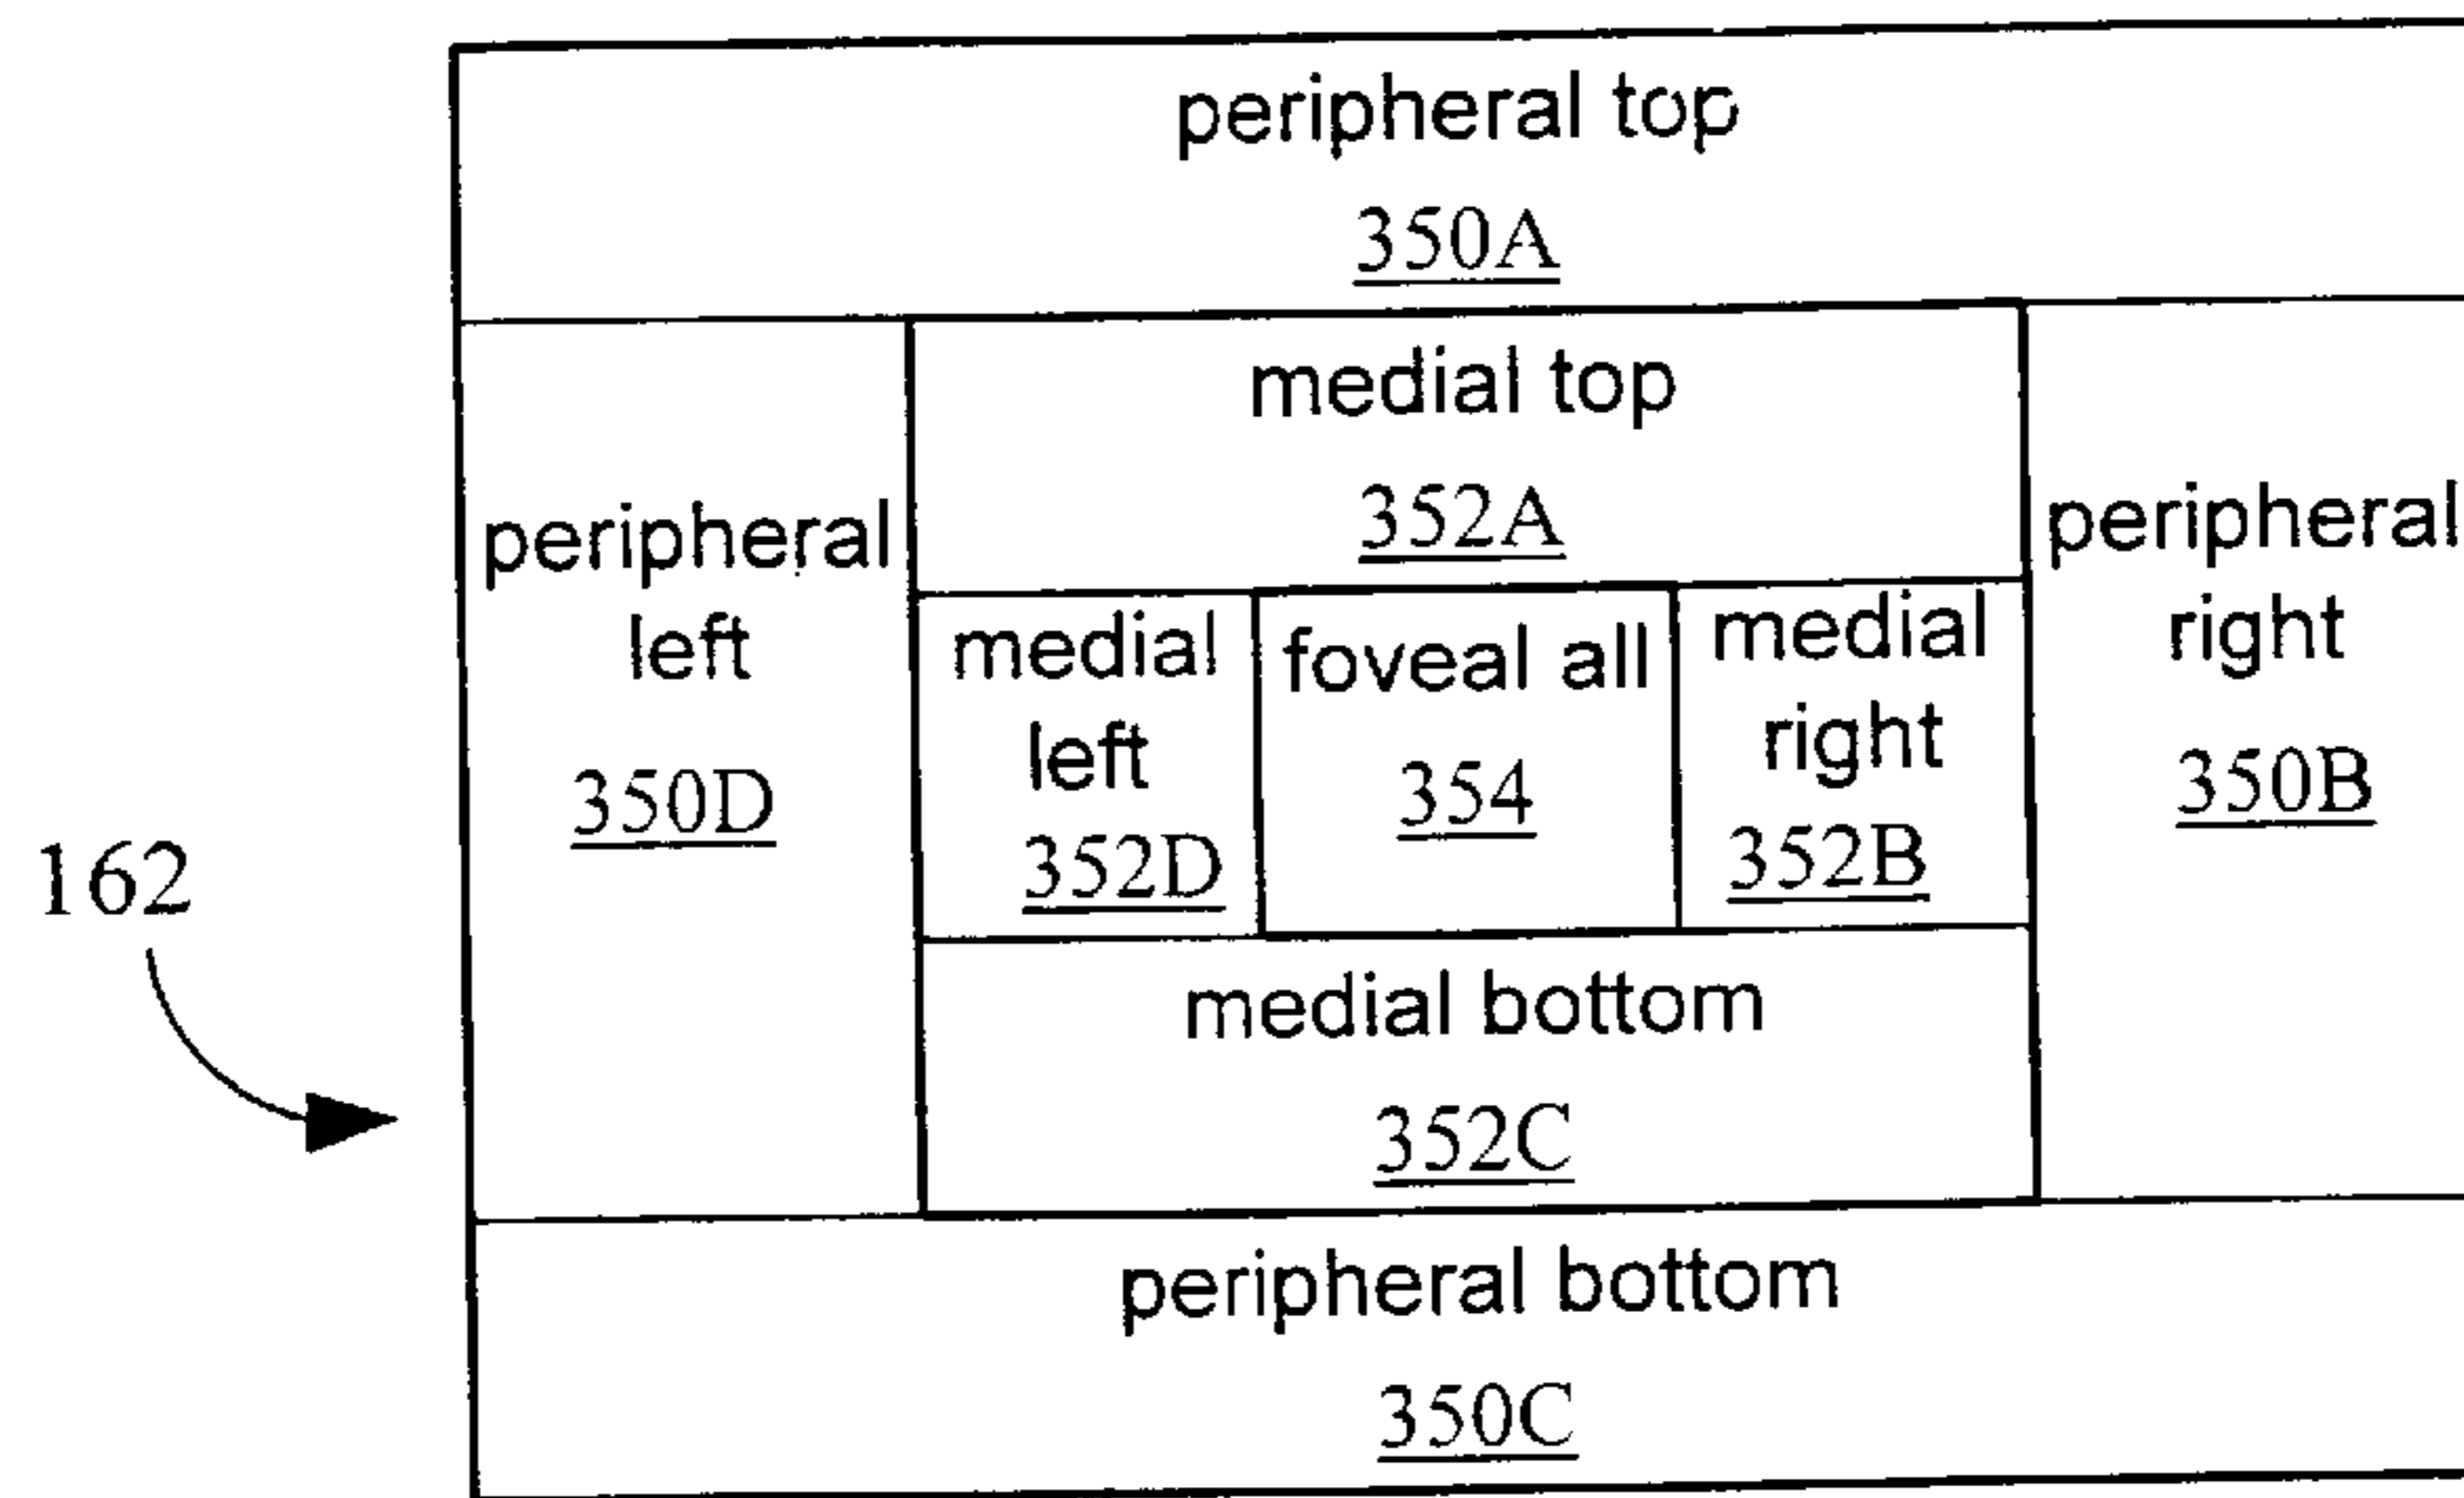 peripheral top
350A
medial top
352A
peripheral
left
350D
medial
left
352D
foveal all
354
medial
right
352B
peripheral
right
350B
162
medial bottom
352C
peripheral bottom
350C